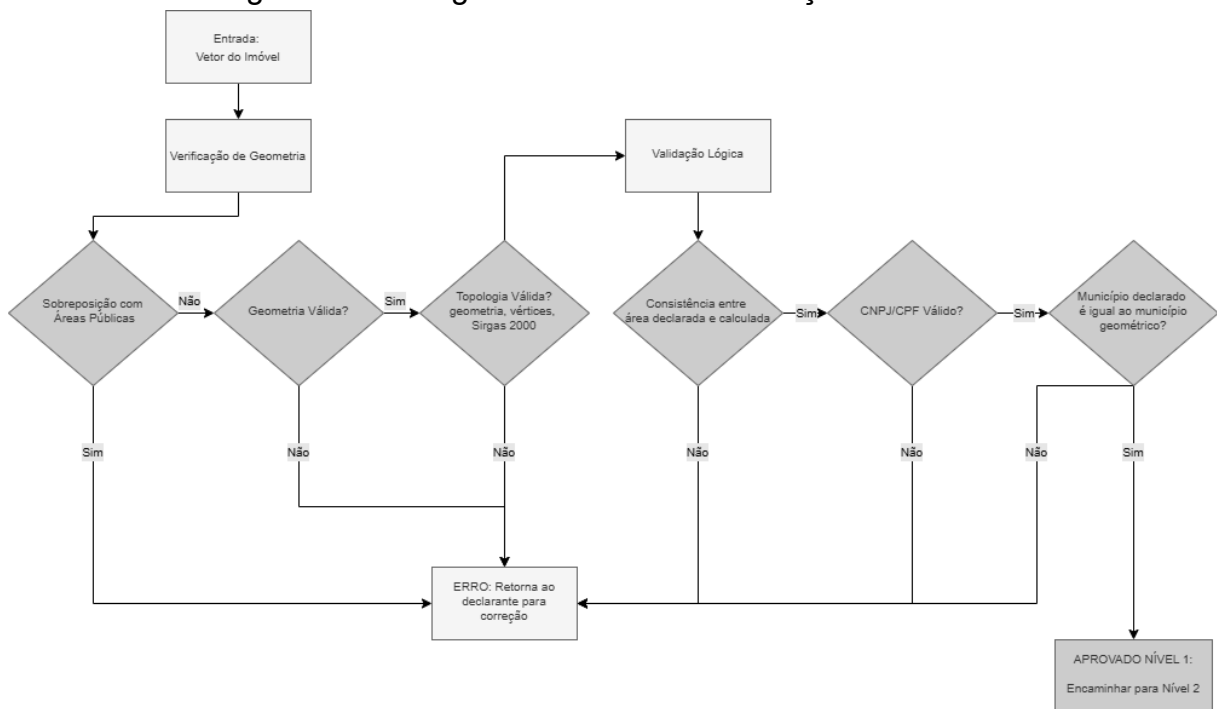 Entrada:
Vetor do Imóvel
Verificação de Geometria
Validação Lógica
Sobreposição com
Áreas Públicas
Não
Geometria Válida?
Sim
Topologia Válida?
geometria, vértices,
Sirgas 2000
Consistência entre
área declarada e calculada
Sim
CNPJ/CPF Válido?
Sim
Município declarado
é igual ao município
geométrico?
Sim
Não
Não
Não
Não
Não
Sim
ERRO: Retorna ao
declarante para
correção
APROVADO NÍVEL 1:
Encaminhar para Nível 2